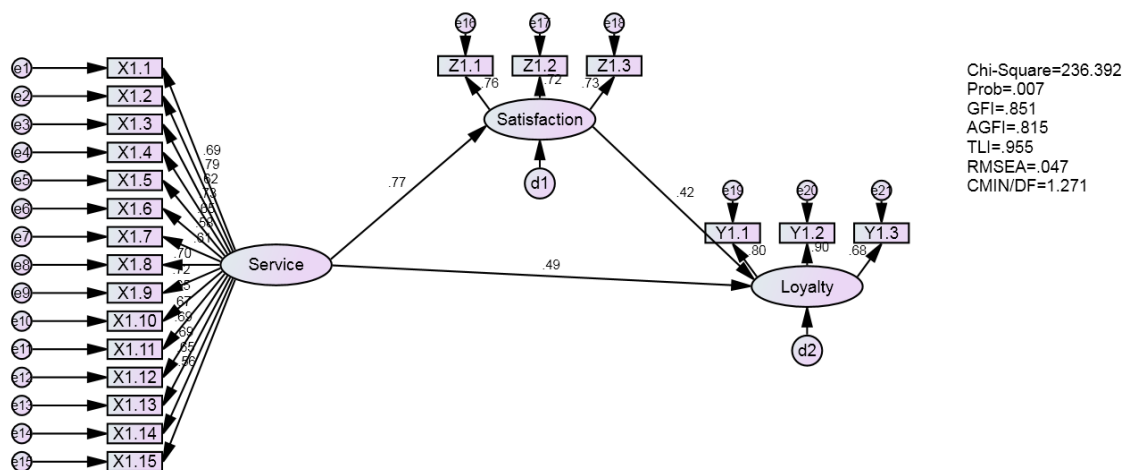 e16
e17
e18
Z1.1
Z1.2
Z1.3
.76
.72
.73
Satisfaction
d1
e1
X1.1
e2
X1.2
e3
X1.3
e4
X1.4
e5
X1.5
e6
X1.6
e7
X1.7
e8
X1.8
e9
X1.9
e10
X1.10
e11
X1.11
e12
X1.12
e13
X1.13
e14
X1.14
e15
X1.15
.69
.79
.62
.73
.65
.61
.70
.72
.67
.69
.69
.65
.56
Service
.77
.42
.49
e19
e20
e21
Y1.1
Y1.2
Y1.3
.80
.90
.68
Loyalty
d2
Chi-Square=236.392
Prob=.007
GFI=.851
AGFI=.815
TLI=.955
RMSEA=.047
CMIN/DF=1.271